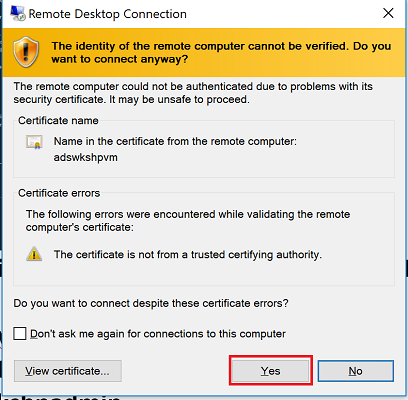 Remote Desktop Connection
The identity of the remote computer cannot be verified. Do you
want to connect anyway?
The remote computer could not be authenticated due to problems with its
security certificate. It may be unsafe to proceed.
Certificate name
Name in the certificate from the remote computer:
adswkshpvm
Certificate errors
The following errors were encountered while validating the remote
computer's certificate:
The certificate is not from a trusted certifying authority.
Do you want to connect despite these certificate errors?
Don't ask me again for connections to this computer
View certificate...
Yes
No